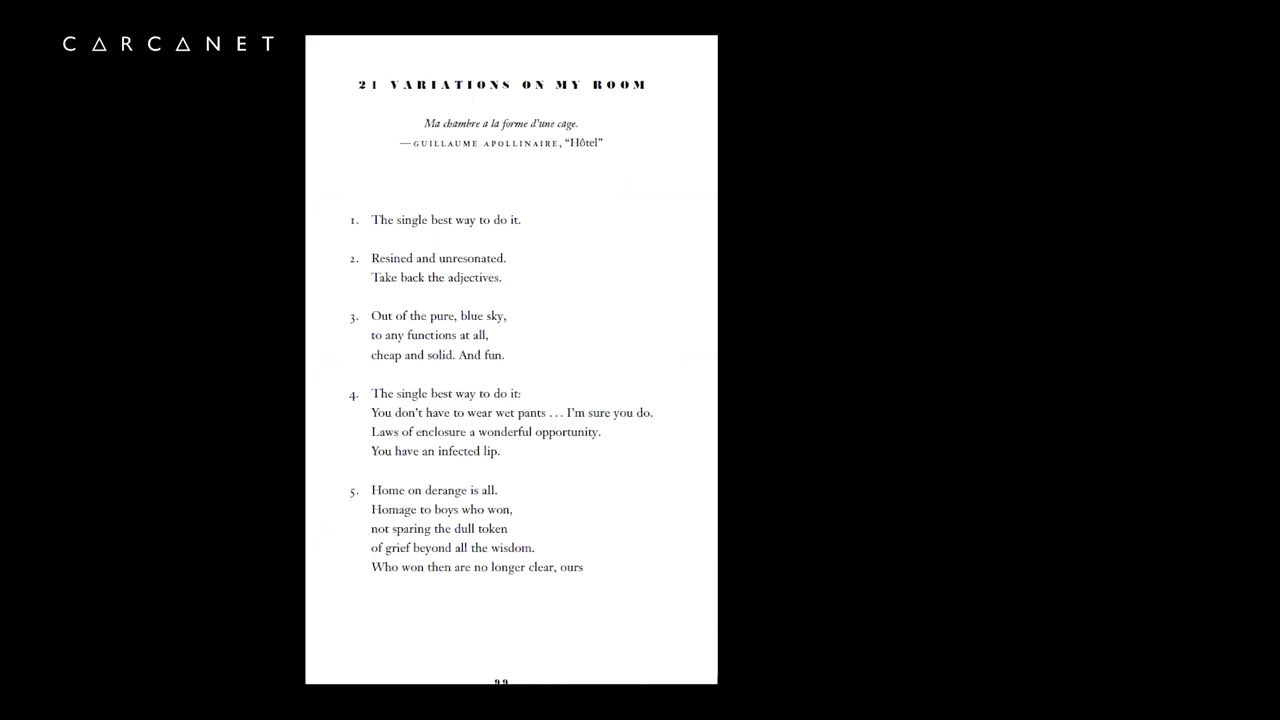 CARCANET
21 VARIATIONS ON MY ROOM
Ma chambre a la forme d'une cage.
—GUILLAUME APOLLINAIRE, “Hôtel”
1. The single best way to do it.
2. Resined and unresonated.
Take back the adjectives.
3. Out of the pure, blue sky,
to any functions at all,
cheap and solid. And fun.
4. The single best way to do it:
You don't have to wear wet pants . . . I'm sure you do.
Laws of enclosure a wonderful opportunity.
You have an infected lip.
5. Home on derange is all.
Homage to boys who won,
not sparing the dull token
of grief beyond all the wisdom.
Who won then are no longer clear, ours